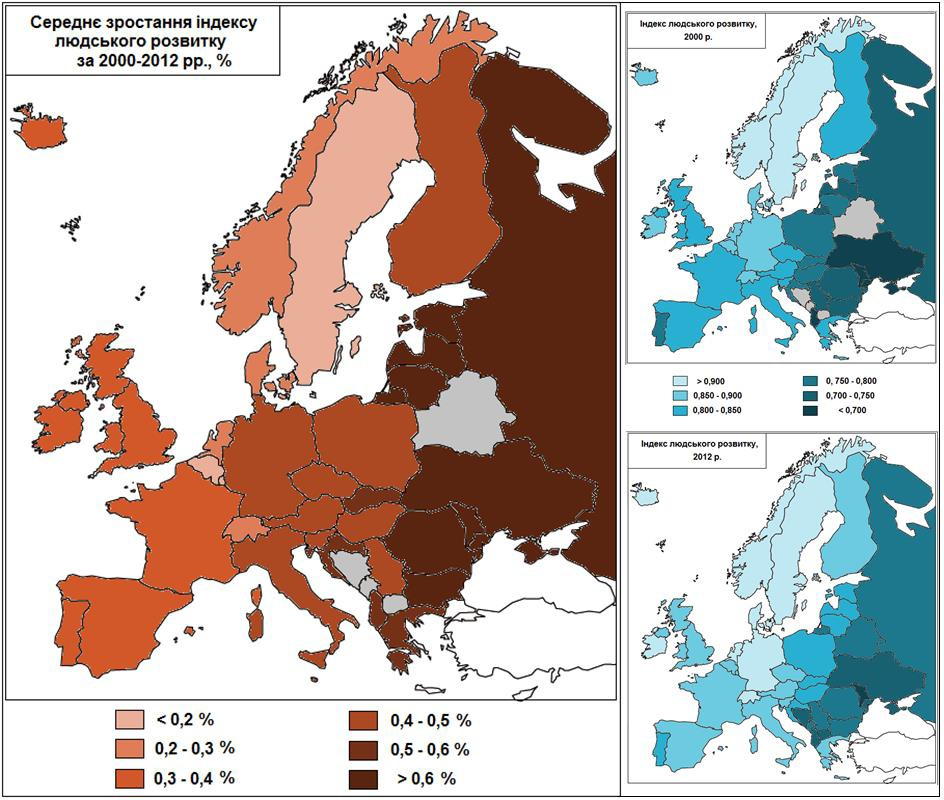 Середнє зростання індексу
людського розвитку
за 2000-2012 рр., %
< 0,2 %
0,2 - 0,3 %
0,3 - 0,4 %
0,4 - 0,5 %
0,5 - 0,6 %
> 0,6 %
Індекс людського розвитку,
2000 р.
> 0,900
0,850 - 0,900
0,800 - 0,850
0, 750 - 0,800
0,700 - 0,750
< 0,700
Індекс людського розвитку,
2012 р.